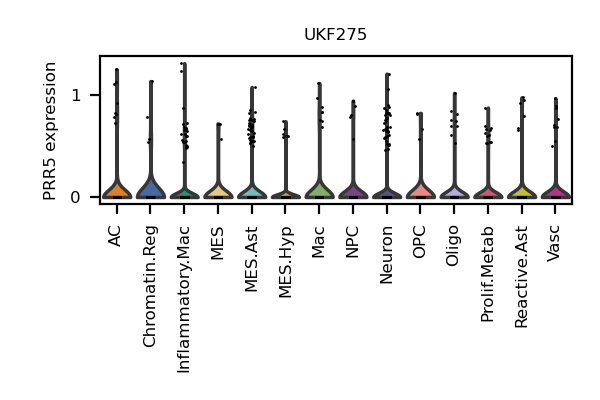 UKF275
PRR5 expression
1
0
AC
Chromatin.Reg
Inflammatory.Mac
MES
MES.Ast
MES.Hyp
Mac
NPC
Neuron
OPC
Oligo
Prolif.Metab
Reactive.Ast
Vasc